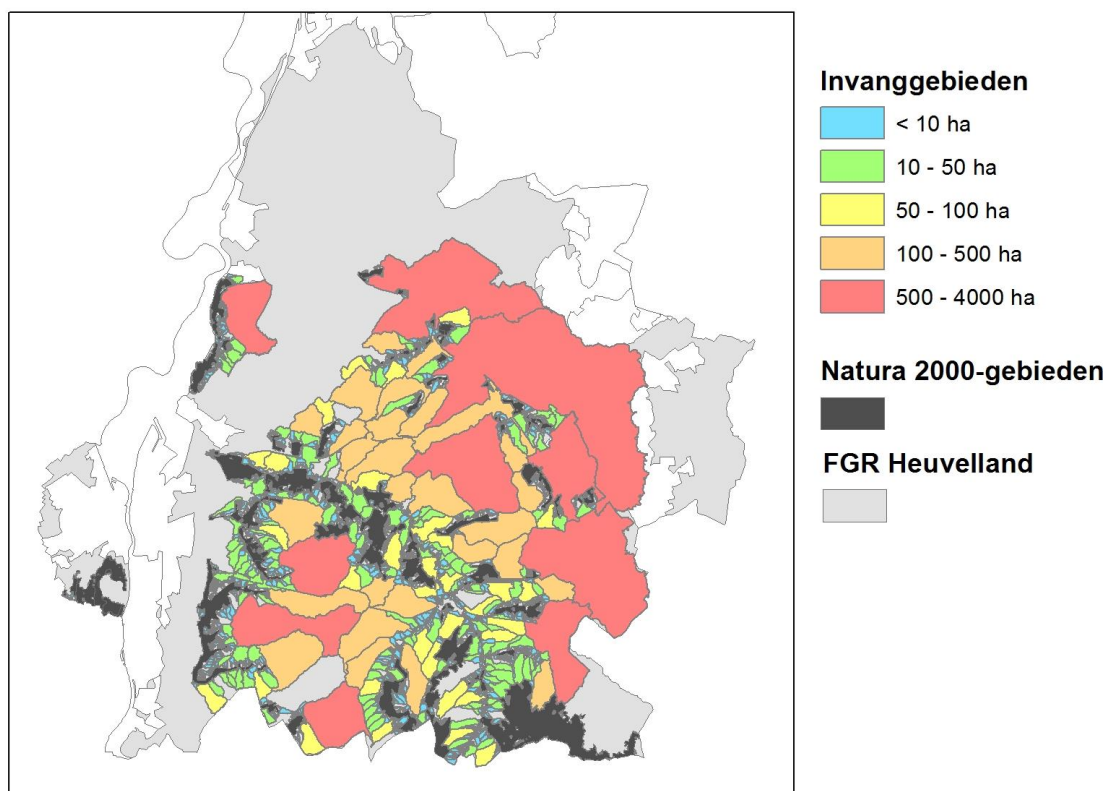 Invanggebieden
< 10 ha
10 - 50 ha
50 - 100 ha
100 - 500 ha
500 - 4000 ha
Natura 2000-gebieden
FGR Heuvelland